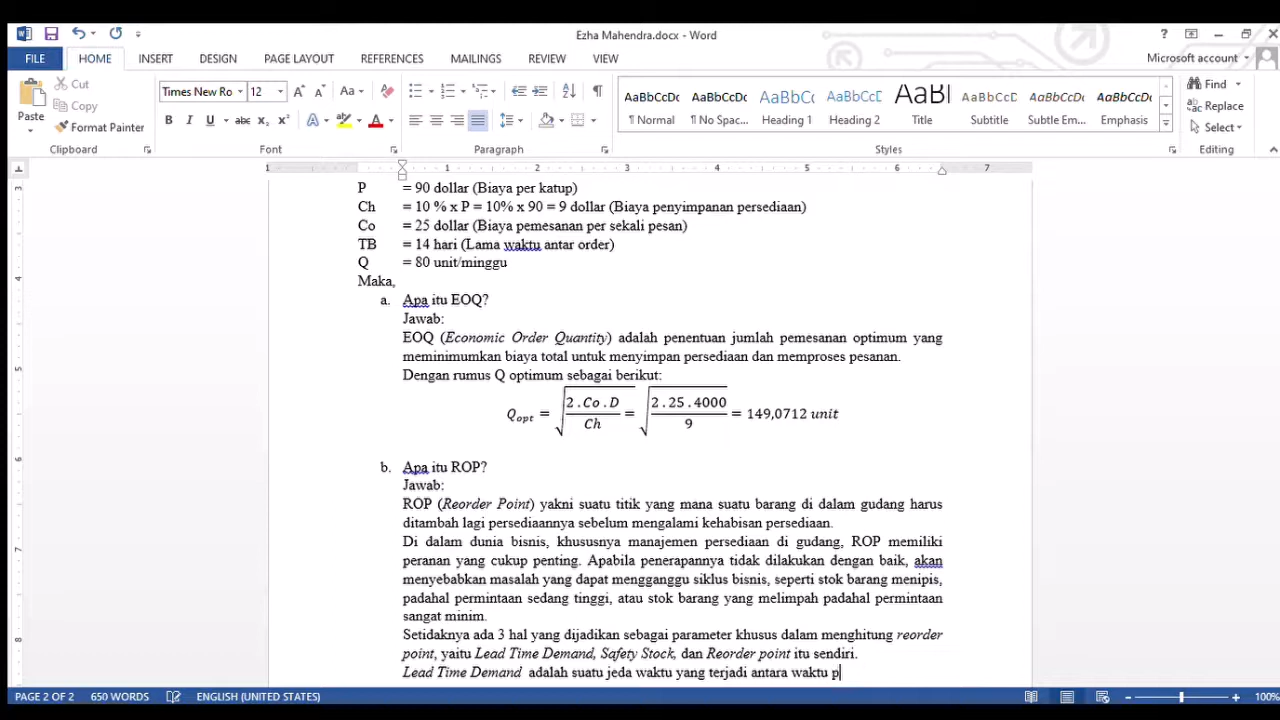 Ezha Mahendra.docx - Word
FILE HOME INSERT DESIGN PAGE LAYOUT REFERENCES MAILINGS REVIEW VIEW Microsoft account
Paste
Cut
Copy
Format Painter
Times New Ro 12
AaBbCcDc AaBbCcDc AaBbCc AaBbCc AaBl AaBbCcD AaBbCcDc AaBbCcDc
¶ Normal ¶ No Spac... Heading 1 Heading 2 Title Subtitle Subtle Em... Emphasis
Find
Replace
Select
Clipboard Font Paragraph Styles Editing
1 1 2 3 4 5 6 7
P = 90 dollar (Biaya per katup)
Ch = 10 % x P = 10% x 90 = 9 dollar (Biaya penyimpanan persediaan)
Co = 25 dollar (Biaya pemesanan per sekali pesan)
TB = 14 hari (Lama waktu antar order)
Q = 80 unit/minggu
Maka,
a. Apa itu EOQ?
Jawab:
EOQ (Economic Order Quantity) adalah penentuan jumlah pemesanan optimum yang
meminimumkan biaya total untuk menyimpan persediaan dan memproses pesanan.
Dengan rumus Q optimum sebagai berikut:
Qopt = √(2 . Co . D / Ch) = √(2 . 25 . 4000 / 9) = 149,0712 unit
b. Apa itu ROP?
Jawab:
ROP (Reorder Point) yakni suatu titik yang mana suatu barang di dalam gudang harus
ditambah lagi persediaannya sebelum mengalami kehabisan persediaan.
Di dalam dunia bisnis, khususnya manajemen persediaan di gudang, ROP memiliki
peranan yang cukup penting. Apabila penerapannya tidak dilakukan dengan baik, akan
menyebabkan masalah yang dapat mengganggu siklus bisnis, seperti stok barang menipis,
padahal permintaan sedang tinggi, atau stok barang yang melimpah padahal permintaan
sangat minim.
Setidaknya ada 3 hal yang dijadikan sebagai parameter khusus dalam menghitung reorder
point, yaitu Lead Time Demand, Safety Stock, dan Reorder point itu sendiri.
Lead Time Demand adalah suatu jeda waktu yang terjadi antara waktu p
PAGE 2 OF 2 650 WORDS ENGLISH (UNITED STATES) 100%